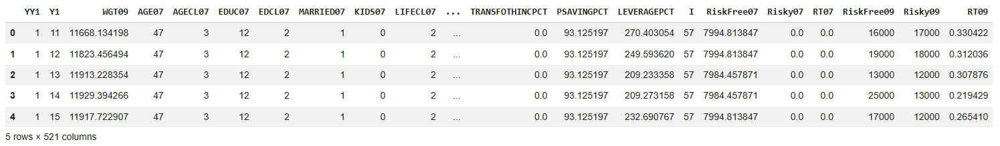 YY1 Y1 WGT09 AGE07 AGECL07 EDUC07 EDCL07 MARRIED07 KIDS07 LIFECL07 ... TRANSFOTHINCPCT PSAVINGPCT LEVERAGEPCT I RiskFree07 Risky07 RT07 RiskFree09 Risky09 RT09
0 1 11 11668.134198 47 3 12 2 1 0 2 ... 0.0 93.125197 270.403054 57 7994.813847 0.0 0.0 16000 17000 0.330422
1 1 12 11823.456494 47 3 12 2 1 0 2 ... 0.0 93.125197 249.593620 57 7994.813847 0.0 0.0 19000 18000 0.312036
2 1 13 11913.228354 47 3 12 2 1 0 2 ... 0.0 93.125197 209.233358 57 7984.457871 0.0 0.0 13000 12000 0.307876
3 1 14 11929.394266 47 3 12 2 1 0 2 ... 0.0 93.125197 209.273158 57 7984.457871 0.0 0.0 25000 13000 0.219429
4 1 15 11917.722907 47 3 12 2 1 0 2 ... 0.0 93.125197 232.690767 57 7994.813847 0.0 0.0 17000 12000 0.265410
5 rows × 521 columns